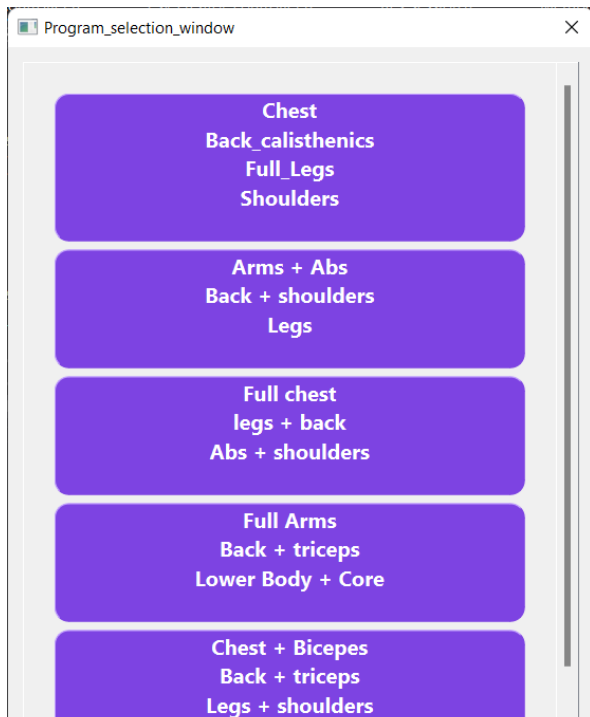 Program_selection_window
Chest
Back_calisthenics
Full_Legs
Shoulders
Arms + Abs
Back + shoulders
Legs
Full chest
legs + back
Abs + shoulders
Full Arms
Back + triceps
Lower Body + Core
Chest + Bicepes
Back + triceps
Legs + shoulders